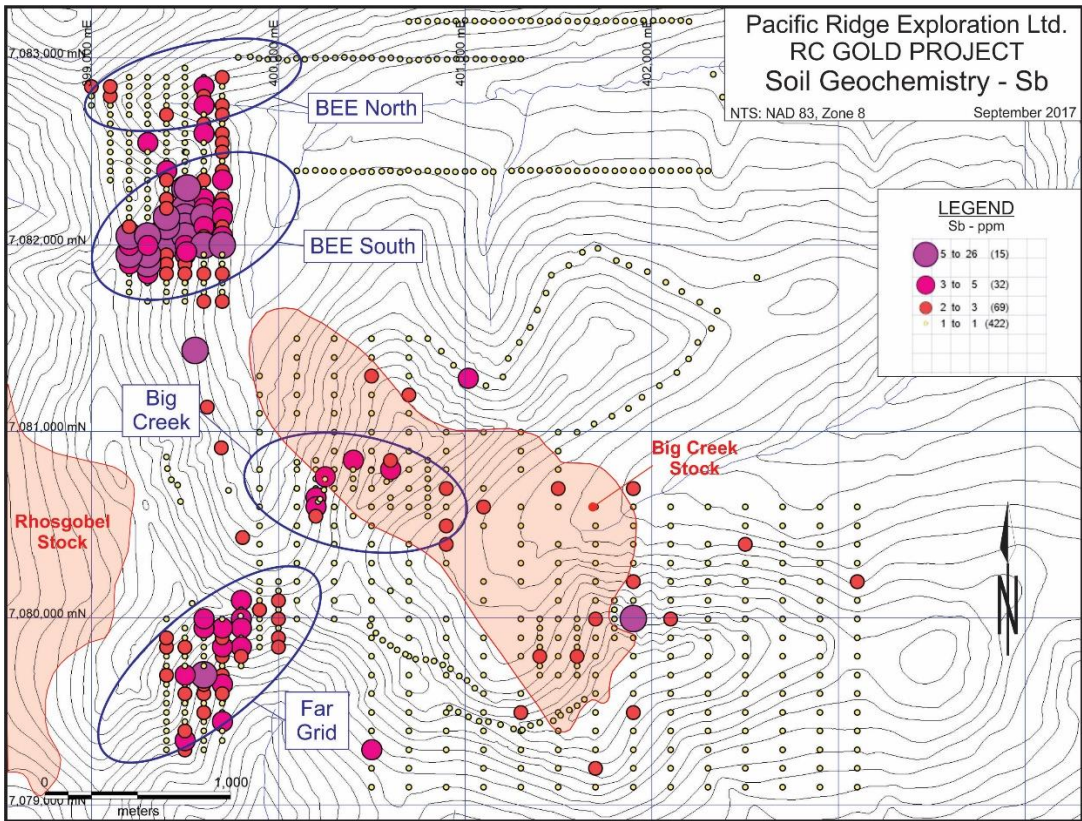 Pacific Ridge Exploration Ltd.
RC GOLD PROJECT
Soil Geochemistry - Sb
NTS: NAD 83, Zone 8 September 2017
LEGEND
Sb - ppm
5 to 26 (15)
3 to 5 (32)
2 to 3 (69)
1 to 1 (422)
399,000 mE
400,000 mE
401,000 mE
402,000 mE
7,083,000 mN
BEE North
7,082,000 mN
BEE South
Big
Creek
7,081,000 mN
Big Creek
Stock
Rhosgobel
Stock
N
7,080,000 mN
Far
Grid
0 1,000
meters
7,079,000 mN